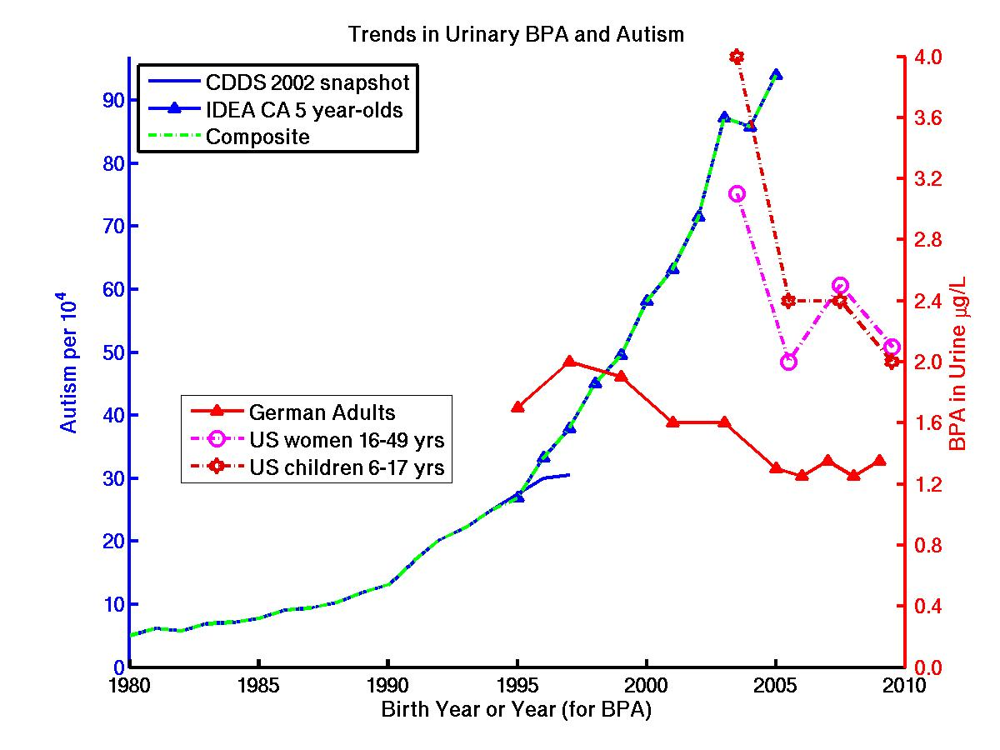 Trends in Urinary BPA and Autism
CDDS 2002 snapshot
IDEA CA 5 year-olds
Composite
German Adults
US women 16-49 yrs
US children 6-17 yrs
Autism per 10⁴
90
80
70
60
50
40
30
20
10
0
BPA in Urine μg/L
4.0
3.6
3.2
2.8
2.4
2.0
1.6
1.2
0.8
0.4
0.0
1980 1985 1990 1995 2000 2005 2010
Birth Year or Year (for BPA)